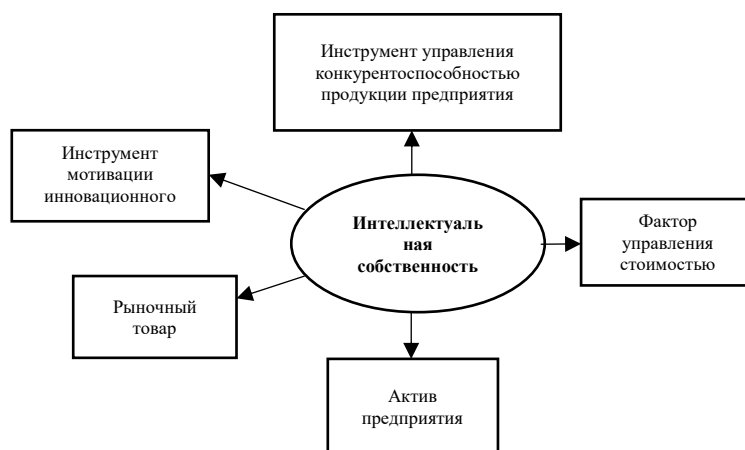 Инструмент управления
конкурентоспособностью
продукции предприятия
Инструмент
мотивации
инновационного
Интеллектуаль
ная
собственность
Фактор
управления
стоимостью
Рыночный
товар
Актив
предприятия